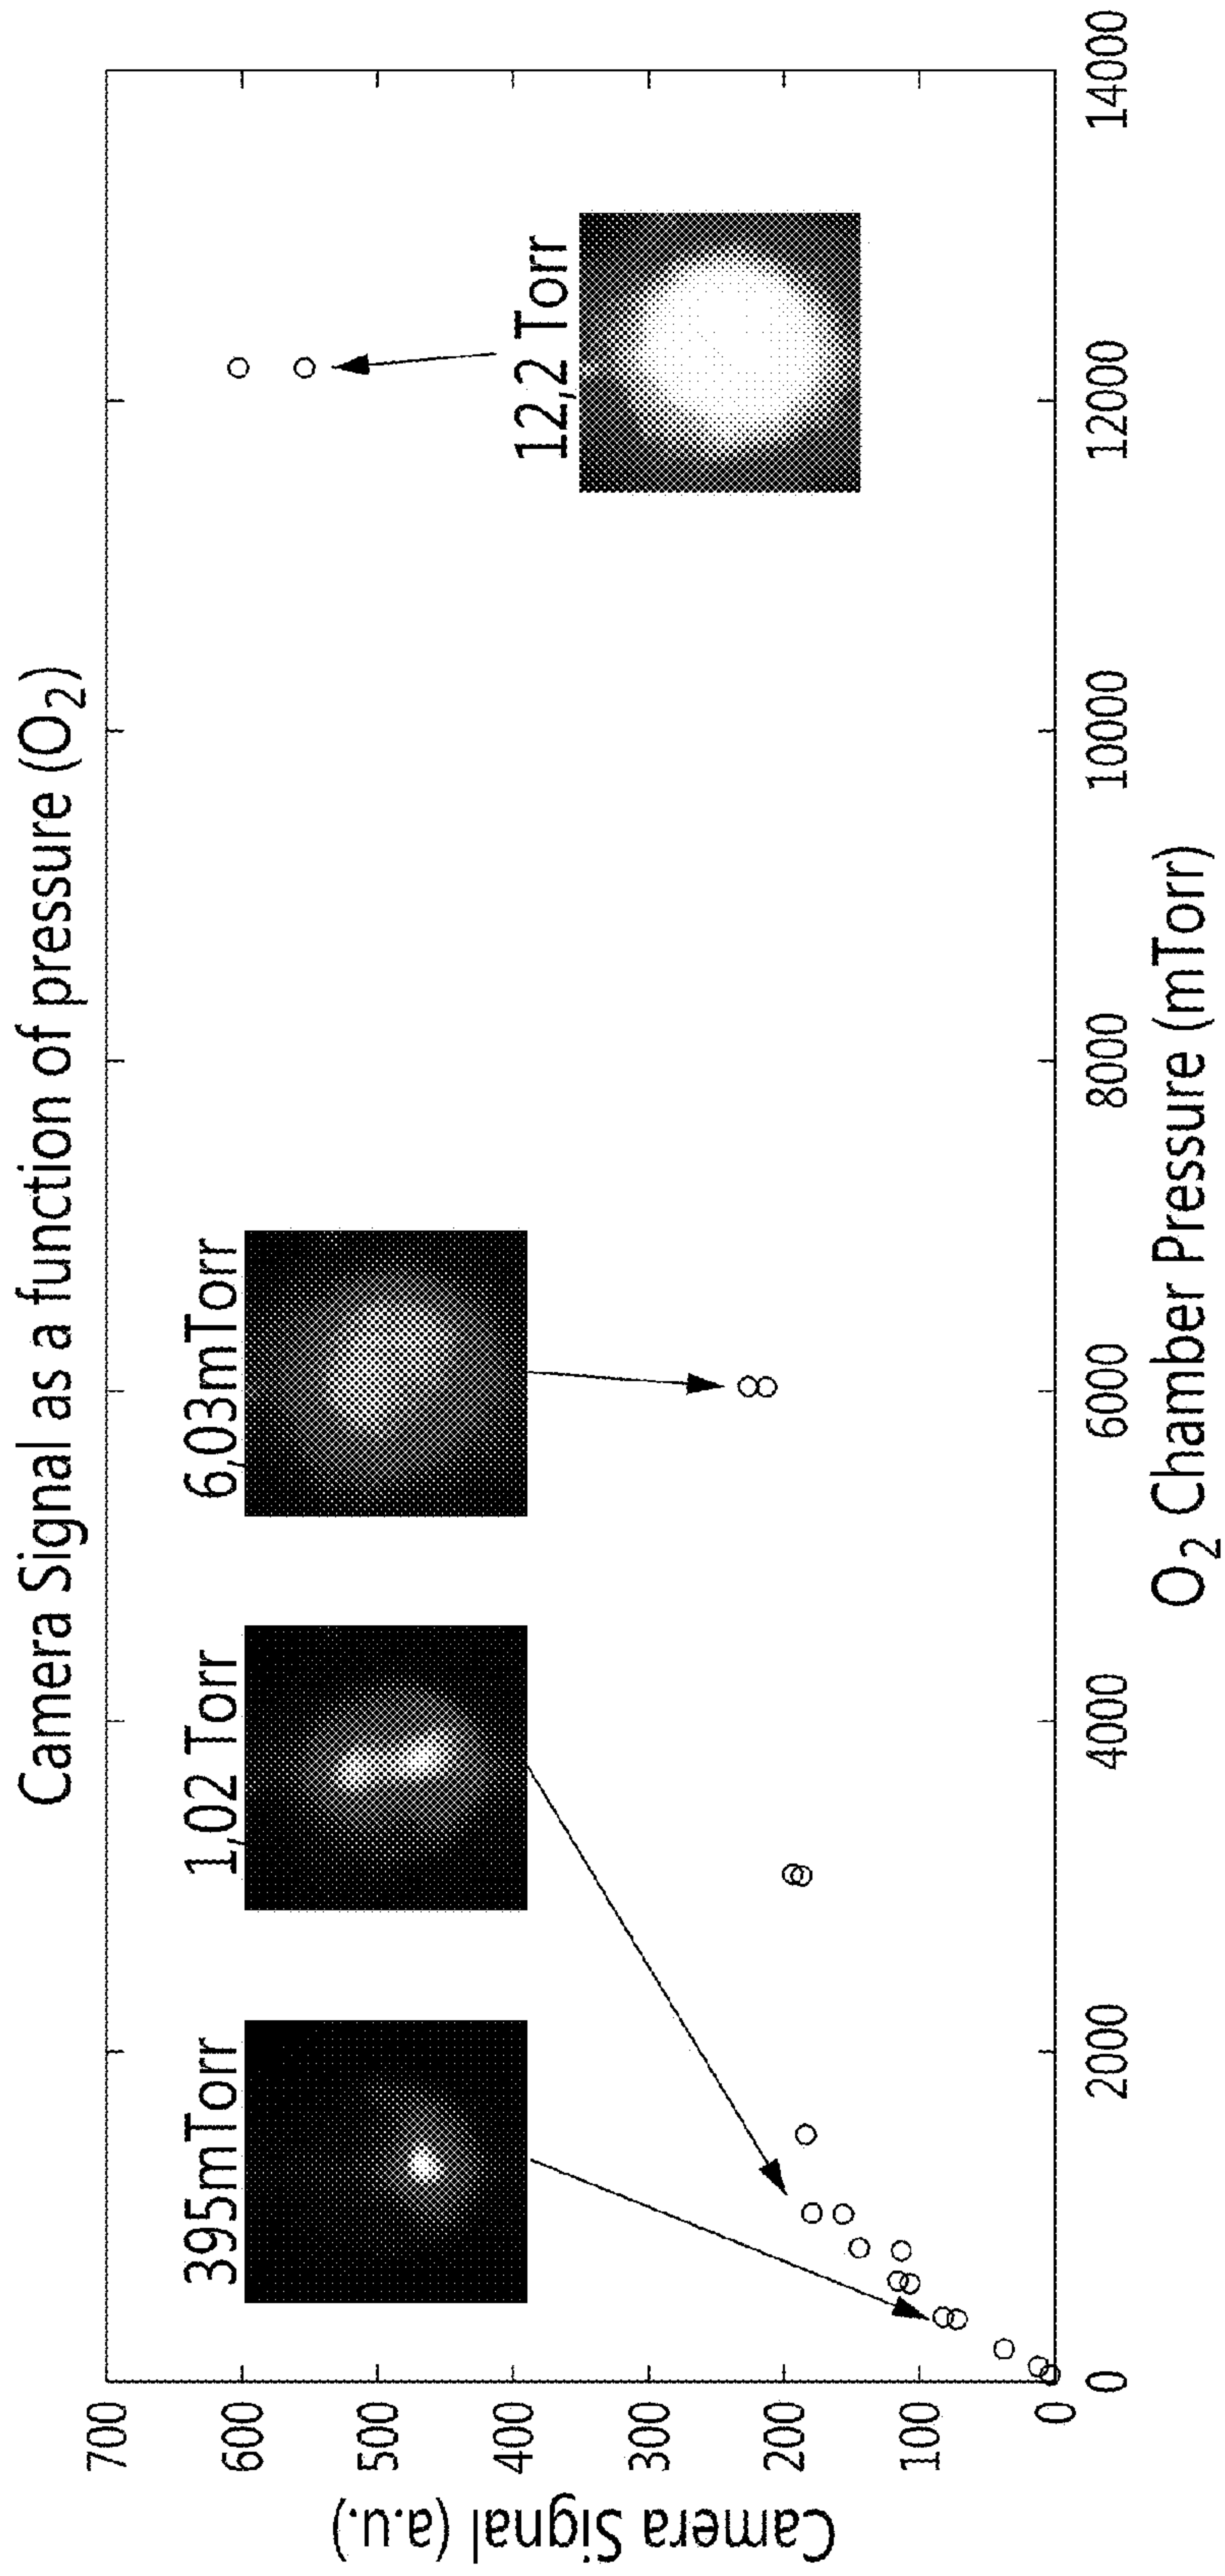 Camera Signal as a function of pressure (O₂)
700
600
500
400
300
200
100
0
Camera Signal (a.u.)
395mTorr
1,02 Torr
6,03mTorr
12,2 Torr
0
2000
4000
6000
8000
10000
12000
14000
O₂ Chamber Pressure (mTorr)